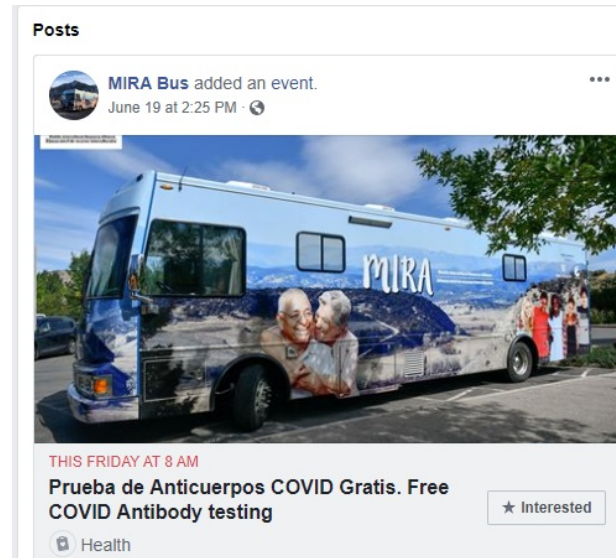 Posts
MIRA Bus added an event.
June 19 at 2:25 PM
MIRA
THIS FRIDAY AT 8 AM
Prueba de Anticuerpos COVID Gratis. Free
COVID Antibody testing
Interested
Health